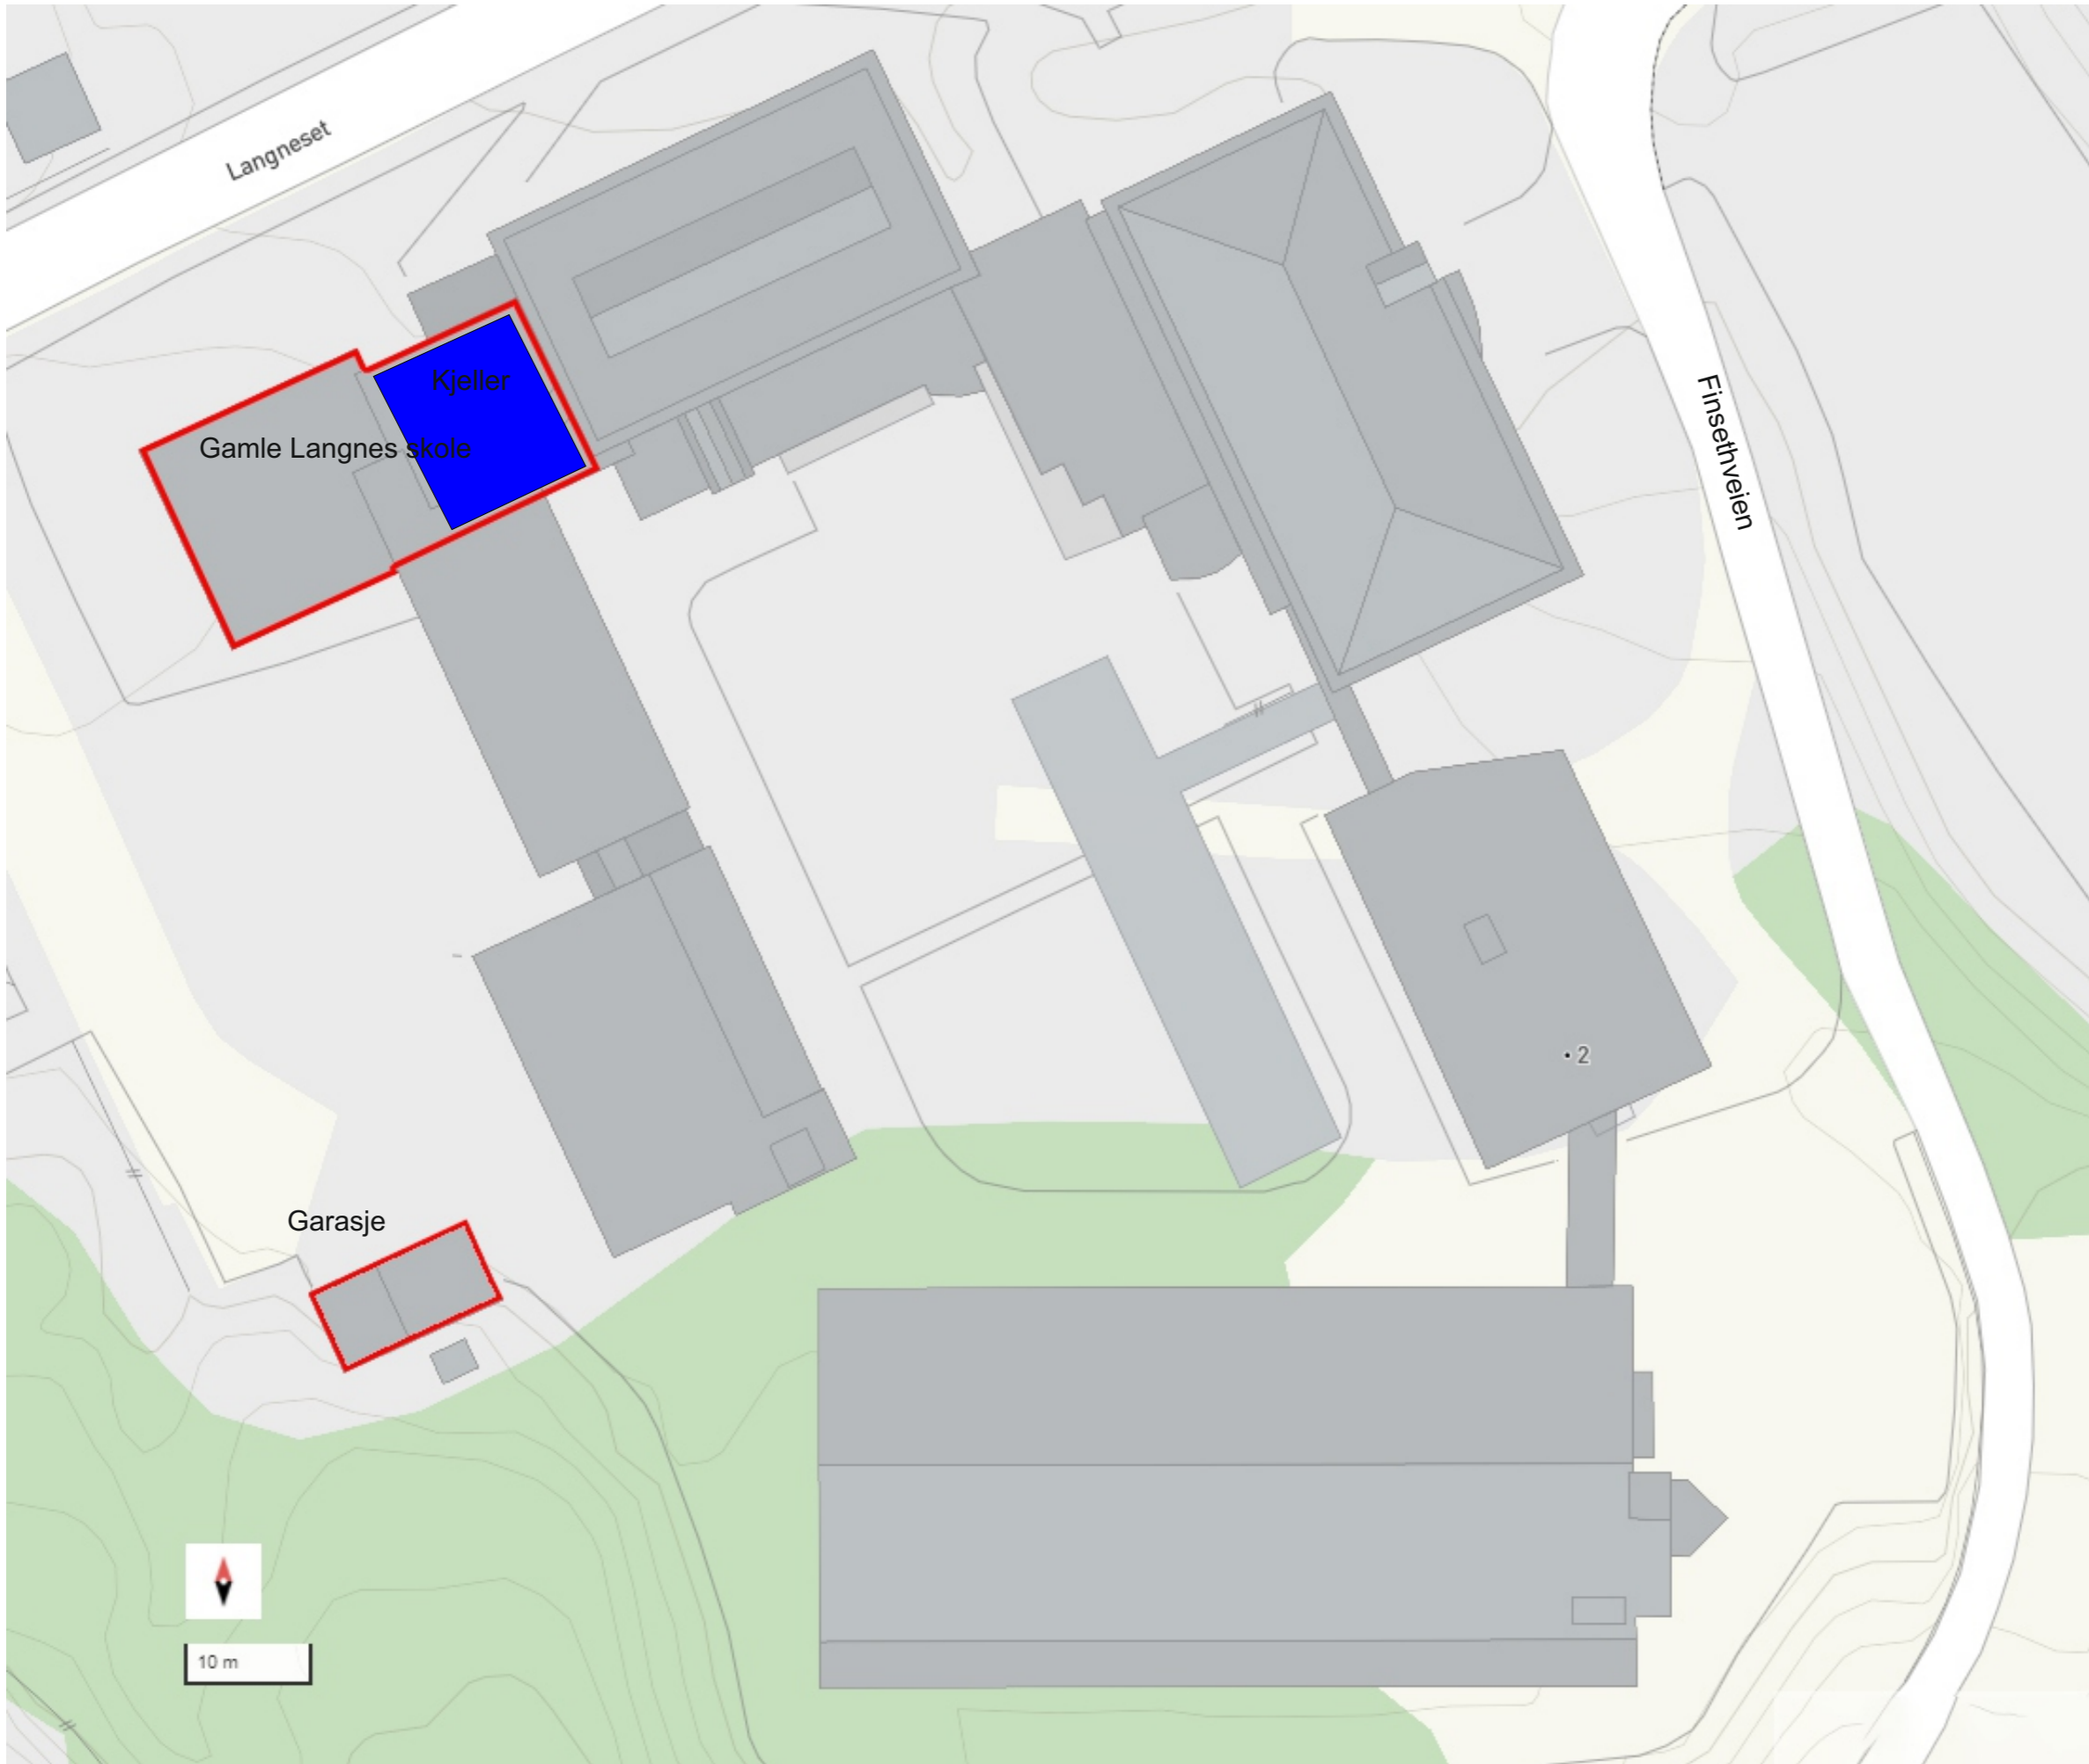 Langneset
Kjeller
Gamle Langnes skole
Finsethveien
2
Garasje
10 m